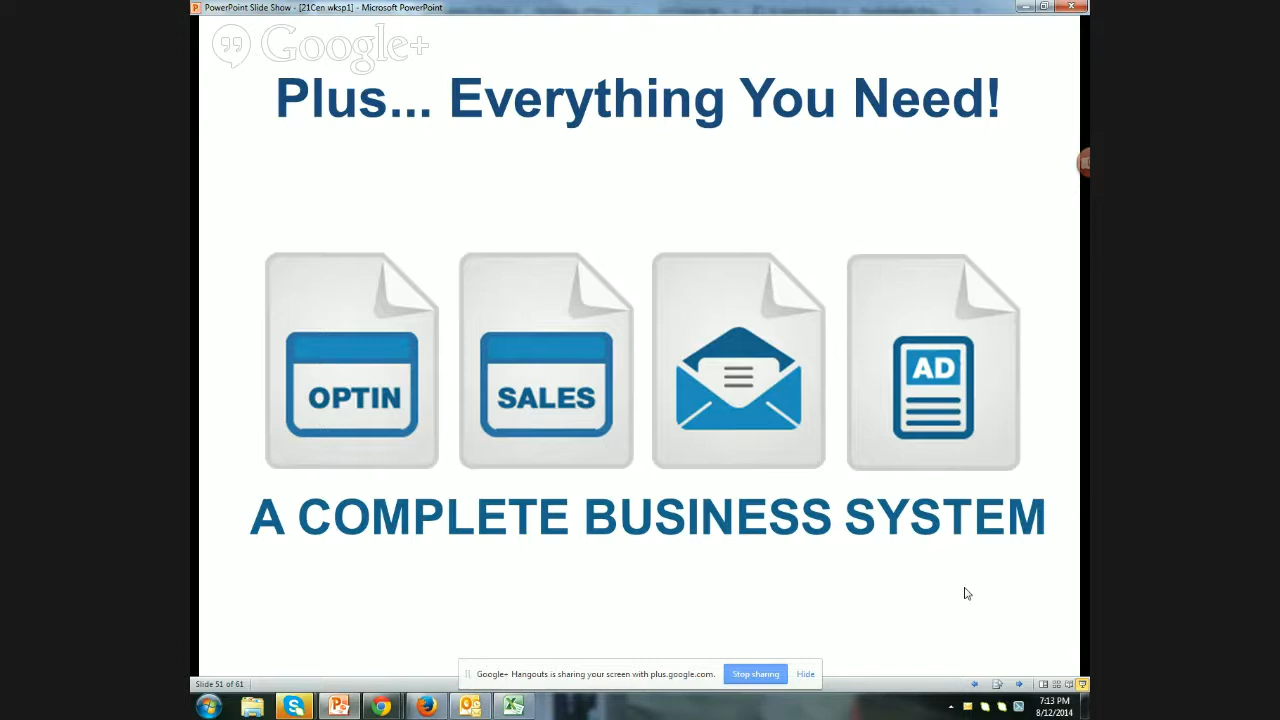 PowerPoint Slide Show - [21Cen wksp1] - Microsoft PowerPoint
Google+
Plus... Everything You Need!
OPTIN
SALES
AD
A COMPLETE BUSINESS SYSTEM
Google+ Hangouts is sharing your screen with plus.google.com.
Stop sharing
Hide
Slide 51 of 61
7:13 PM
8/12/2014